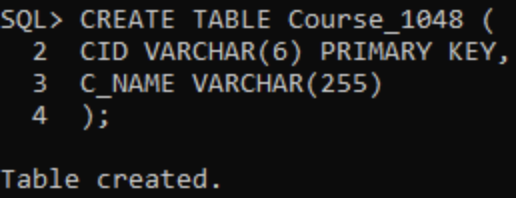 SQL> CREATE TABLE Course_1048 (
2 CID VARCHAR(6) PRIMARY KEY,
3 C_NAME VARCHAR(255)
4 );
Table created.